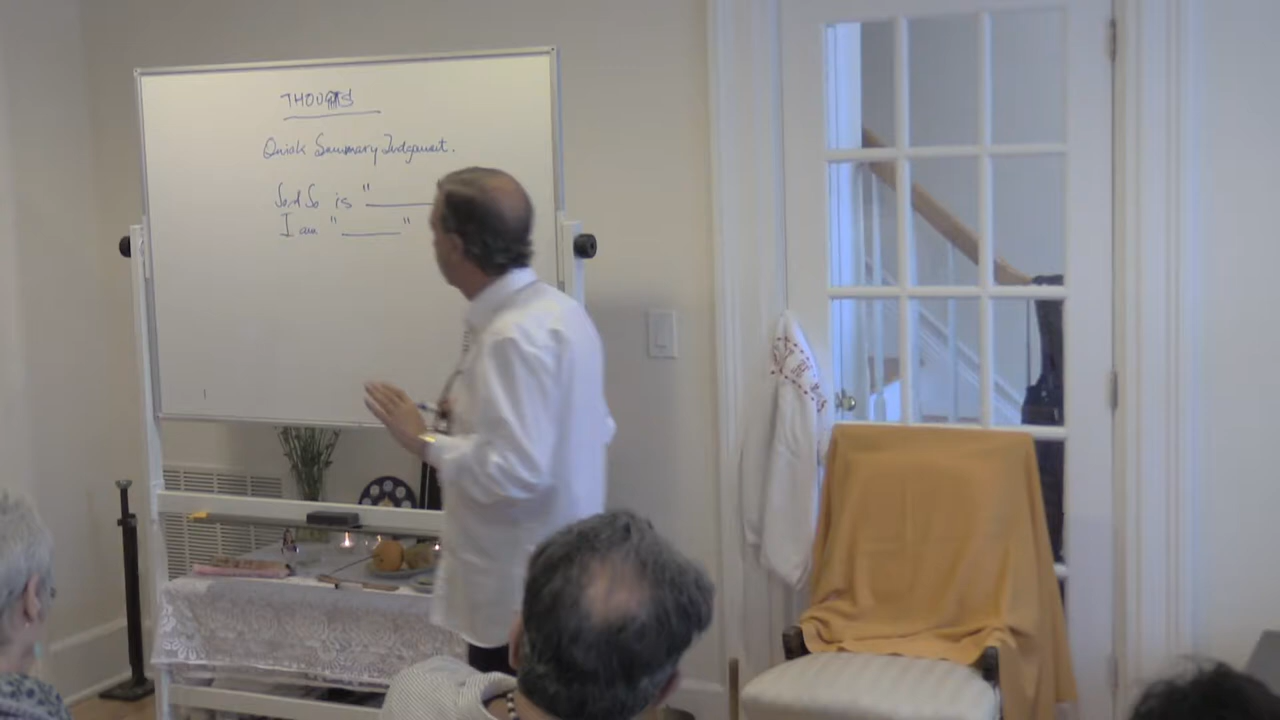 THOUGHTS
Quick Summary Judgment.
So d So is "
I am " "